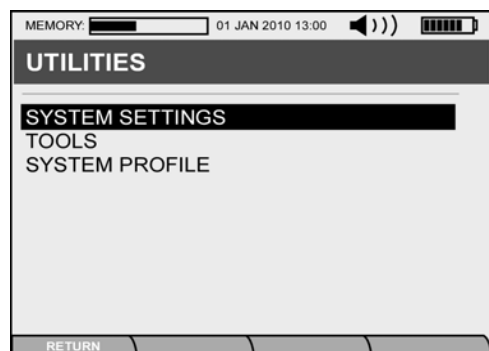 MEMORY: 01 JAN 2010 13:00
UTILITIES
SYSTEM SETTINGS
TOOLS
SYSTEM PROFILE
RETURN